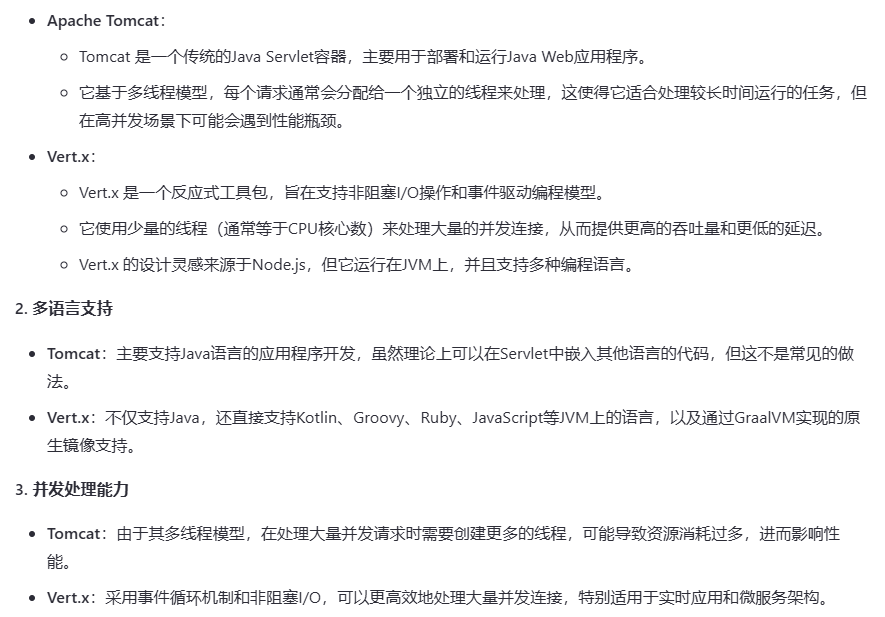 Apache Tomcat：
Tomcat 是一个传统的Java Servlet容器，主要用于部署和运行Java Web应用程序。
它基于多线程模型，每个请求通常会分配给一个独立的线程来处理，这使得它适合处理较长时间运行的任务，但
在高并发场景下可能会遇到性能瓶颈。
Vert.x：
Vert.x 是一个反应式工具包，旨在支持非阻塞I/O操作和事件驱动编程模型。
它使用少量的线程（通常等于CPU核心数）来处理大量的并发连接，从而提供更高的吞吐量和更低的延迟。
Vert.x 的设计灵感来源于Node.js，但它运行在JVM上，并且支持多种编程语言。
2. 多语言支持
Tomcat：主要支持Java语言的应用程序开发，虽然理论上可以在Servlet中嵌入其他语言的代码，但这不是常见的做
法。
Vert.x：不仅支持Java，还直接支持Kotlin、Groovy、Ruby、JavaScript等JVM上的语言，以及通过GraalVM实现的原
生镜像支持。
3. 并发处理能力
Tomcat：由于其多线程模型，在处理大量并发请求时需要创建更多的线程，可能导致资源消耗过多，进而影响性
能。
Vert.x：采用事件循环机制和非阻塞I/O，可以更高效地处理大量并发连接，特别适用于实时应用和微服务架构。